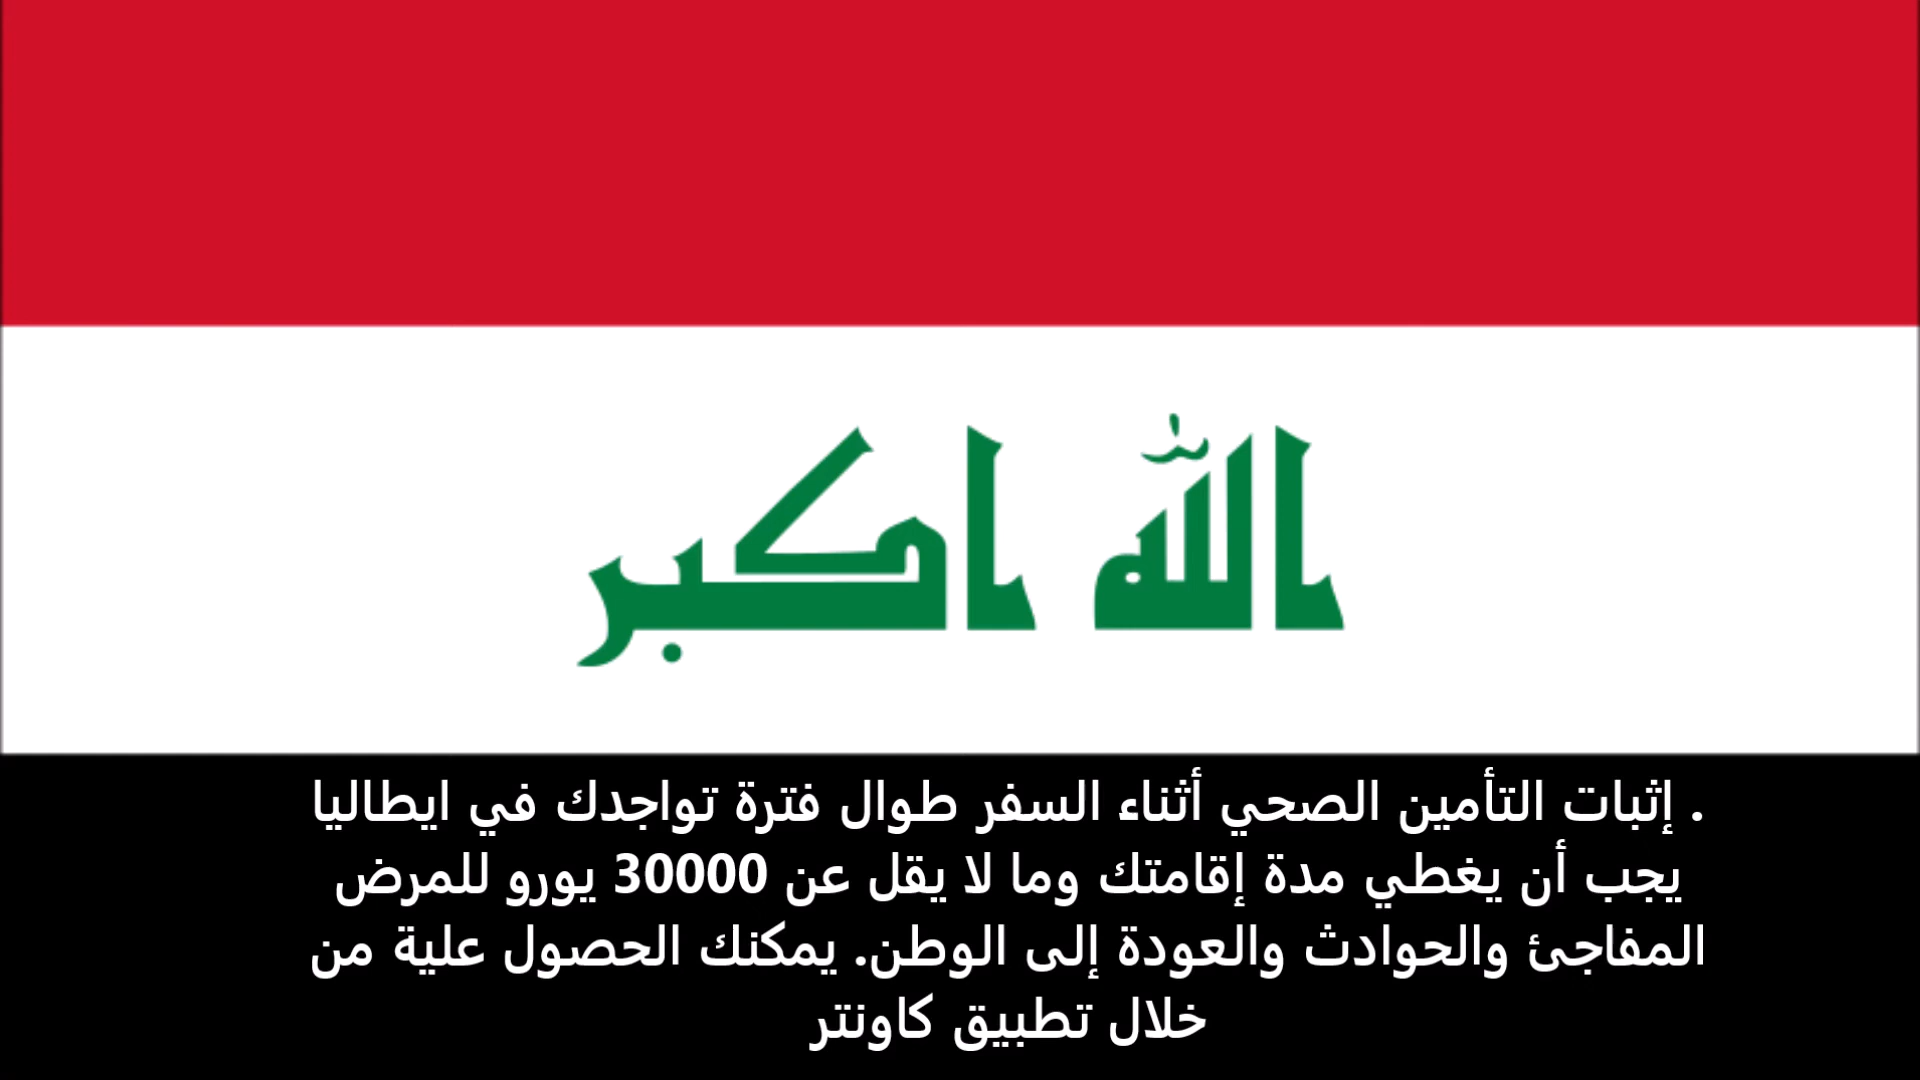 الله اكبر
. إثبات التأمين الصحي أثناء السفر طوال فترة تواجدك في ايطاليا
يجب أن يغطي مدة إقامتك وما لا يقل عن 30000 يورو للمرض
المفاجئ والحوادث والعودة إلى الوطن. يمكنك الحصول علية من
خلال تطبيق كاونتر